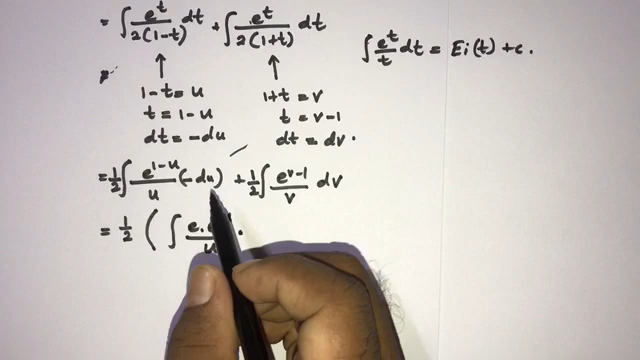 = ∫ e^t / 2(1-t) dt + ∫ e^t / 2(1+t) dt
∫ e^t / t dt = Ei(t) + c.
1-t = u
t = 1-u
dt = -du
1+t = v
t = v-1
dt = dv.
= 1/2 ∫ e^(1-u) / u (-du) + 1/2 ∫ e^(v-1) / v dv
= 1/2 ( ∫ e.